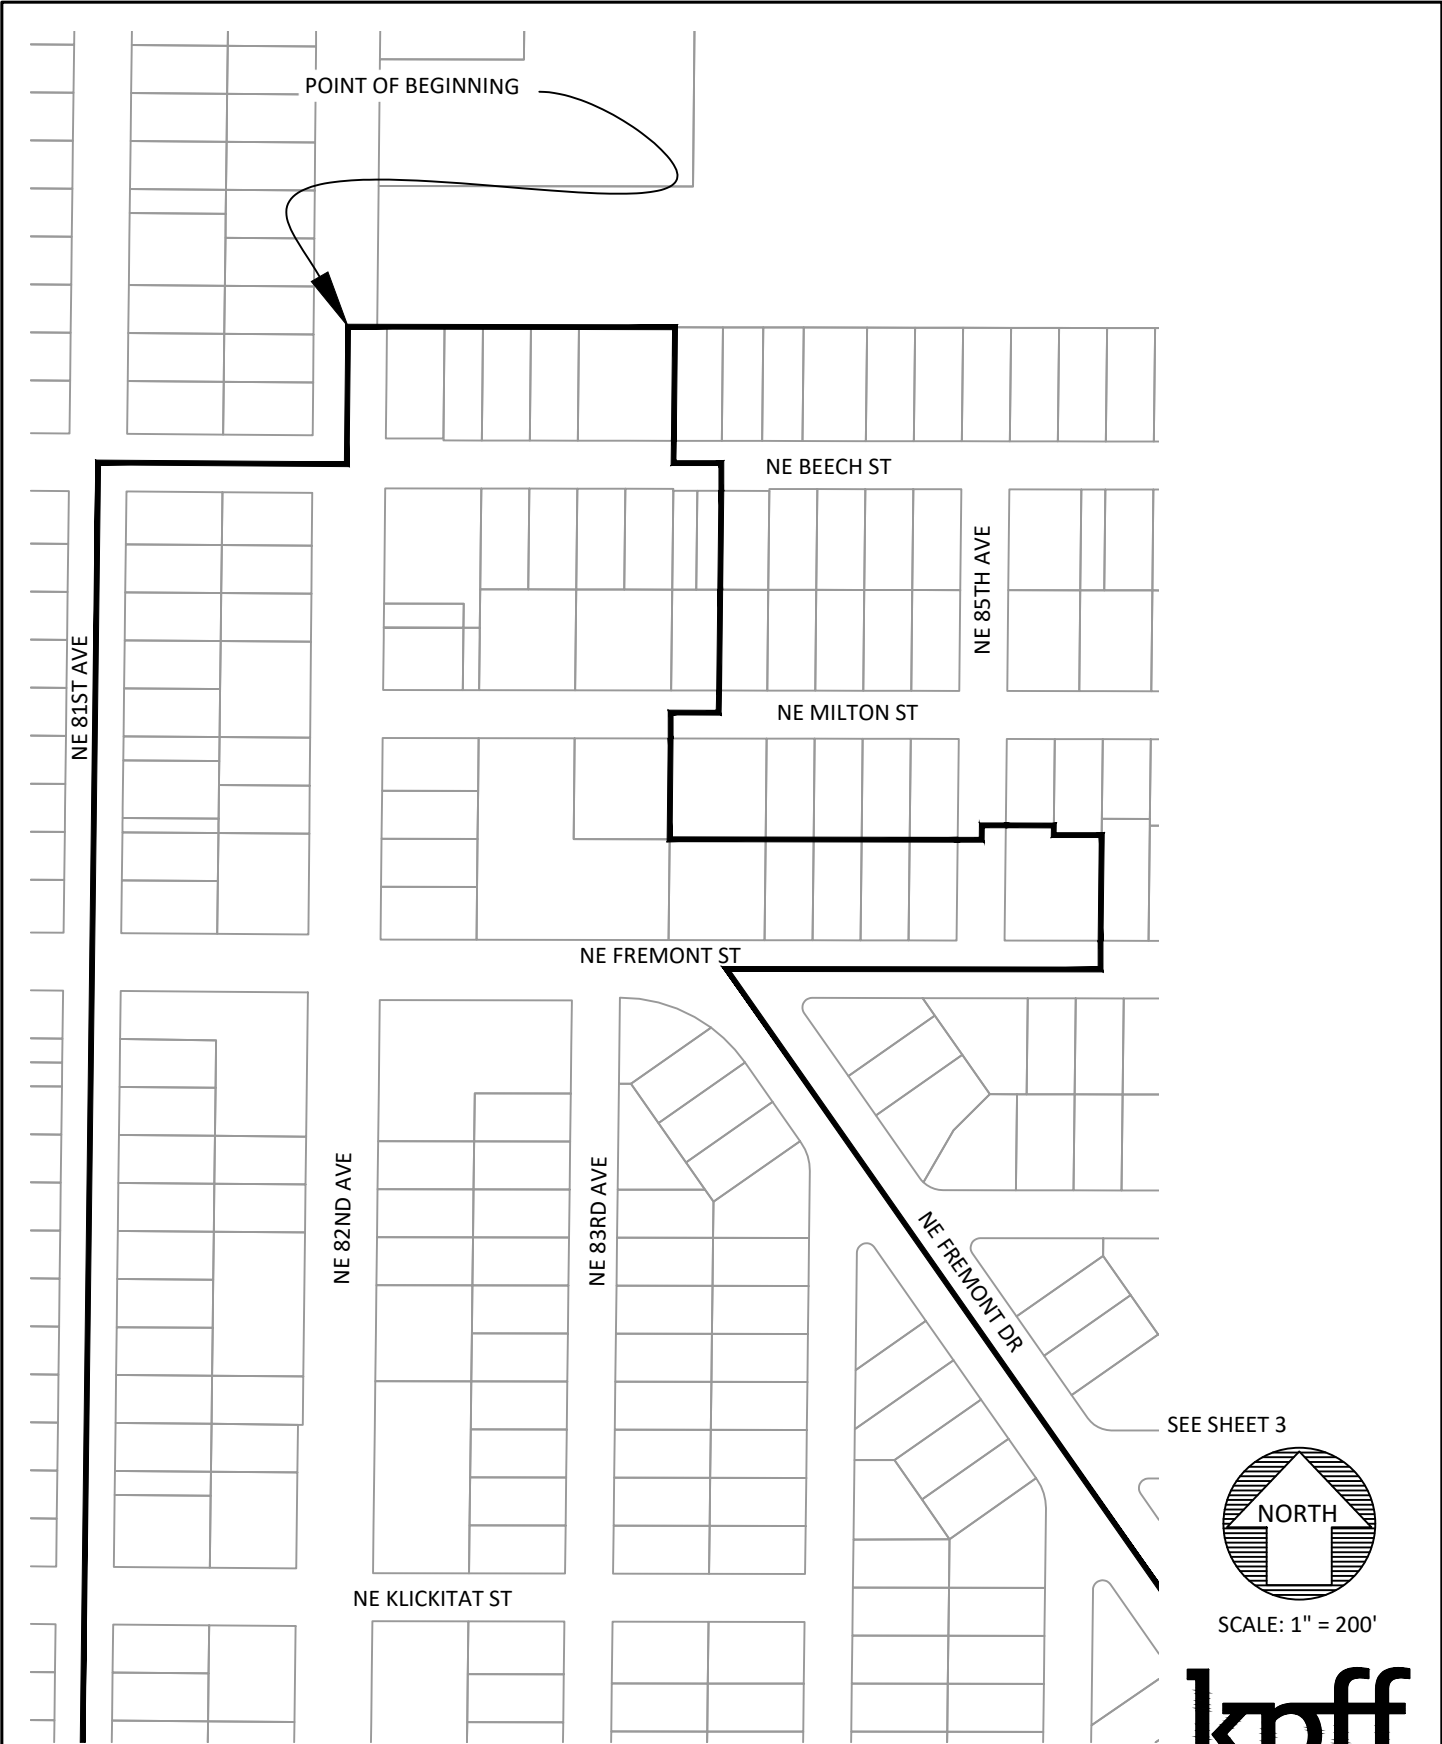 POINT OF BEGINNING
NE BEECH ST
NE 85TH AVE
NE 81ST AVE
NE MILTON ST
NE FREMONT ST
NE 82ND AVE
NE 83RD AVE
NE FREMONT DR
SEE SHEET 3
NORTH
NE KLICKITAT ST
SCALE: 1" = 200'
kpff